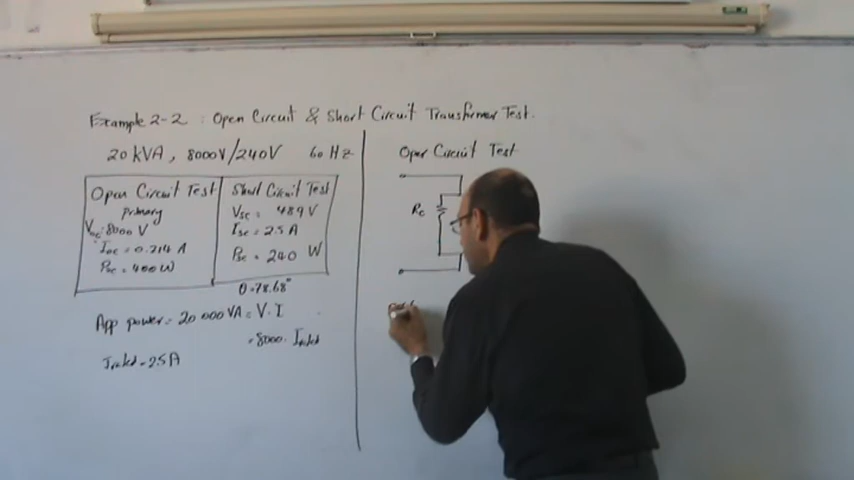 Example 2-2 : Open Circuit & Short Circuit Transformer Test.
20 kVA, 8000V/240V 60 Hz
Open Circuit Test
primary
Voc = 8000 V
Ioc = 0.214 A
Poc = 400 W
Short Circuit Test
Vsc = 489 V
Isc = 2.5 A
Psc = 240 W
θ = 78.68°
App power = 20 000 VA = V. I
= 8000. Irated
Irated = 2.5 A
Open Circuit Test
Rc